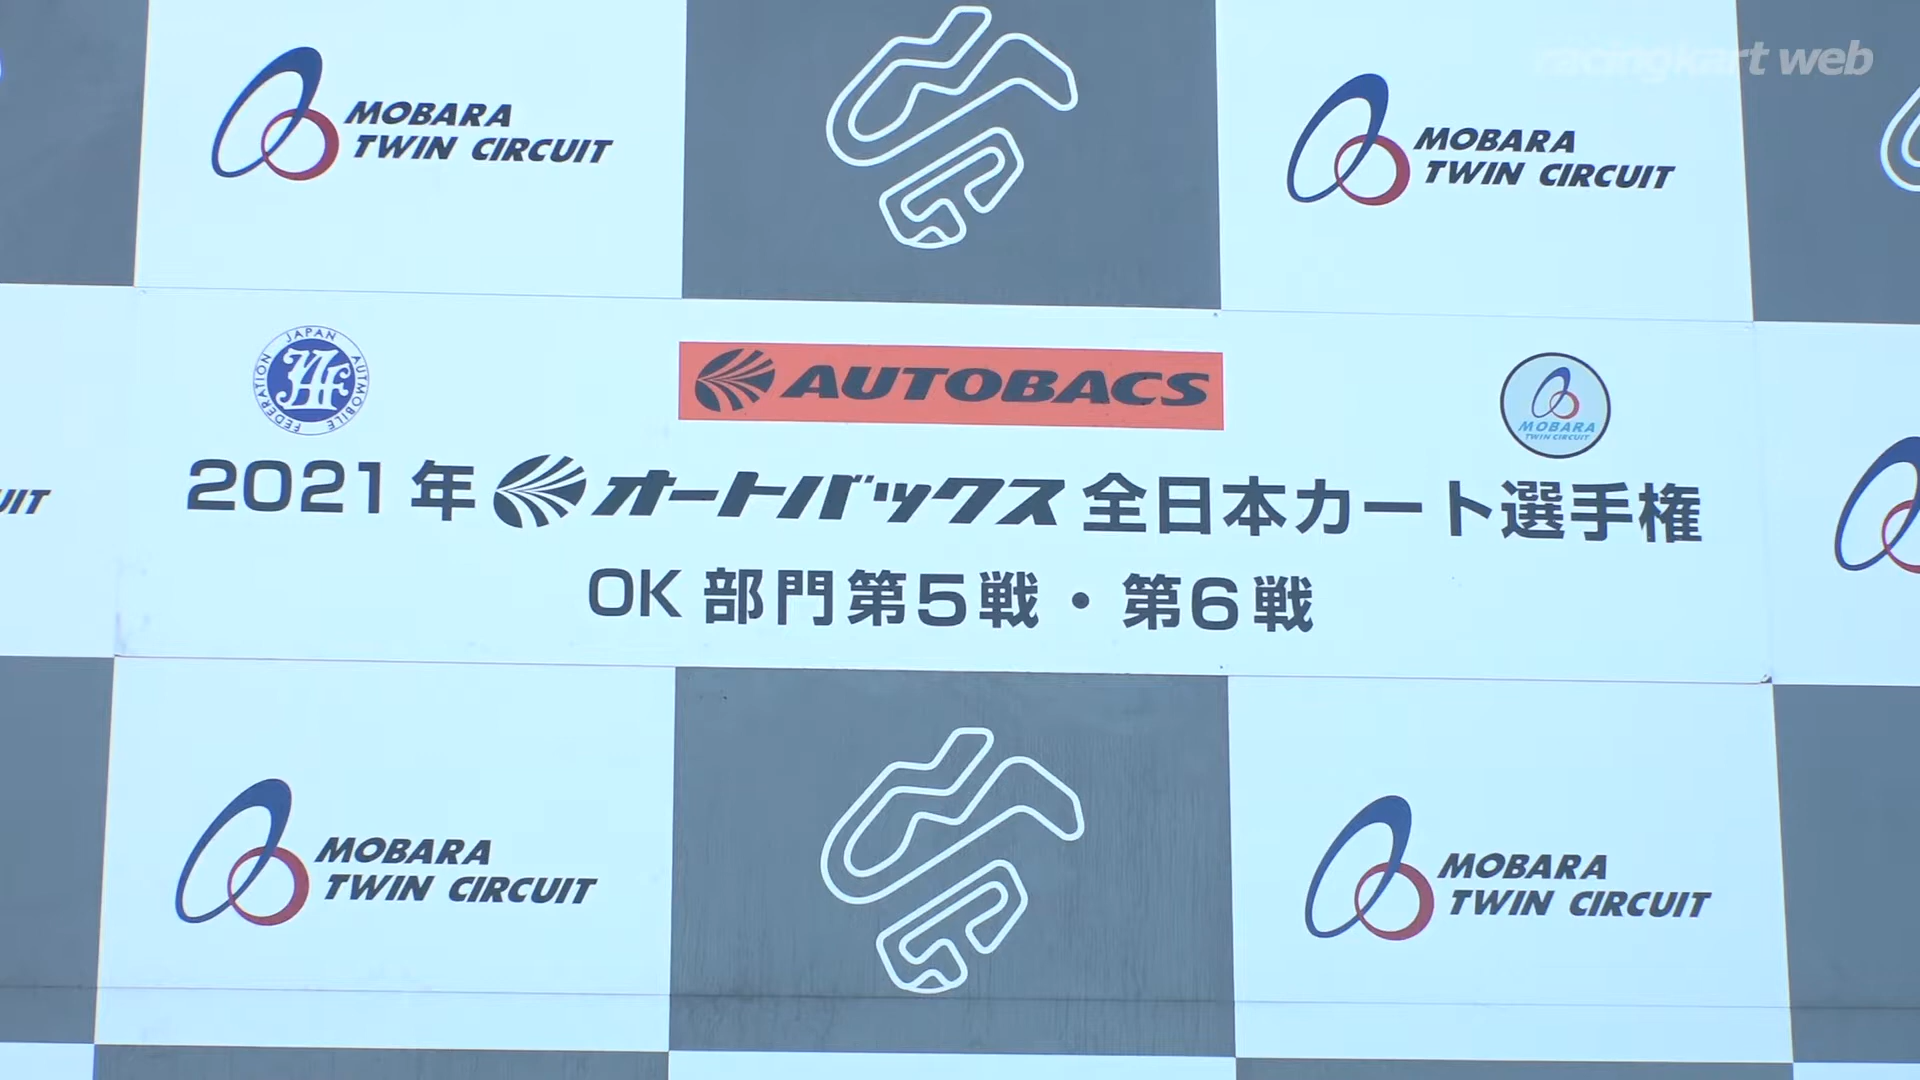 racingkart web
MOBARA
TWIN CIRCUIT
MOBARA
TWIN CIRCUIT
JAPAN AUTMOBILE FEDERATION
JAF
AUTOBACS
MOBARA
TWIN CIRCUIT
2021年オートバックス全日本カート選手権
OK 部門第5戦・第6戦
MOBARA
TWIN CIRCUIT
MOBARA
TWIN CIRCUIT